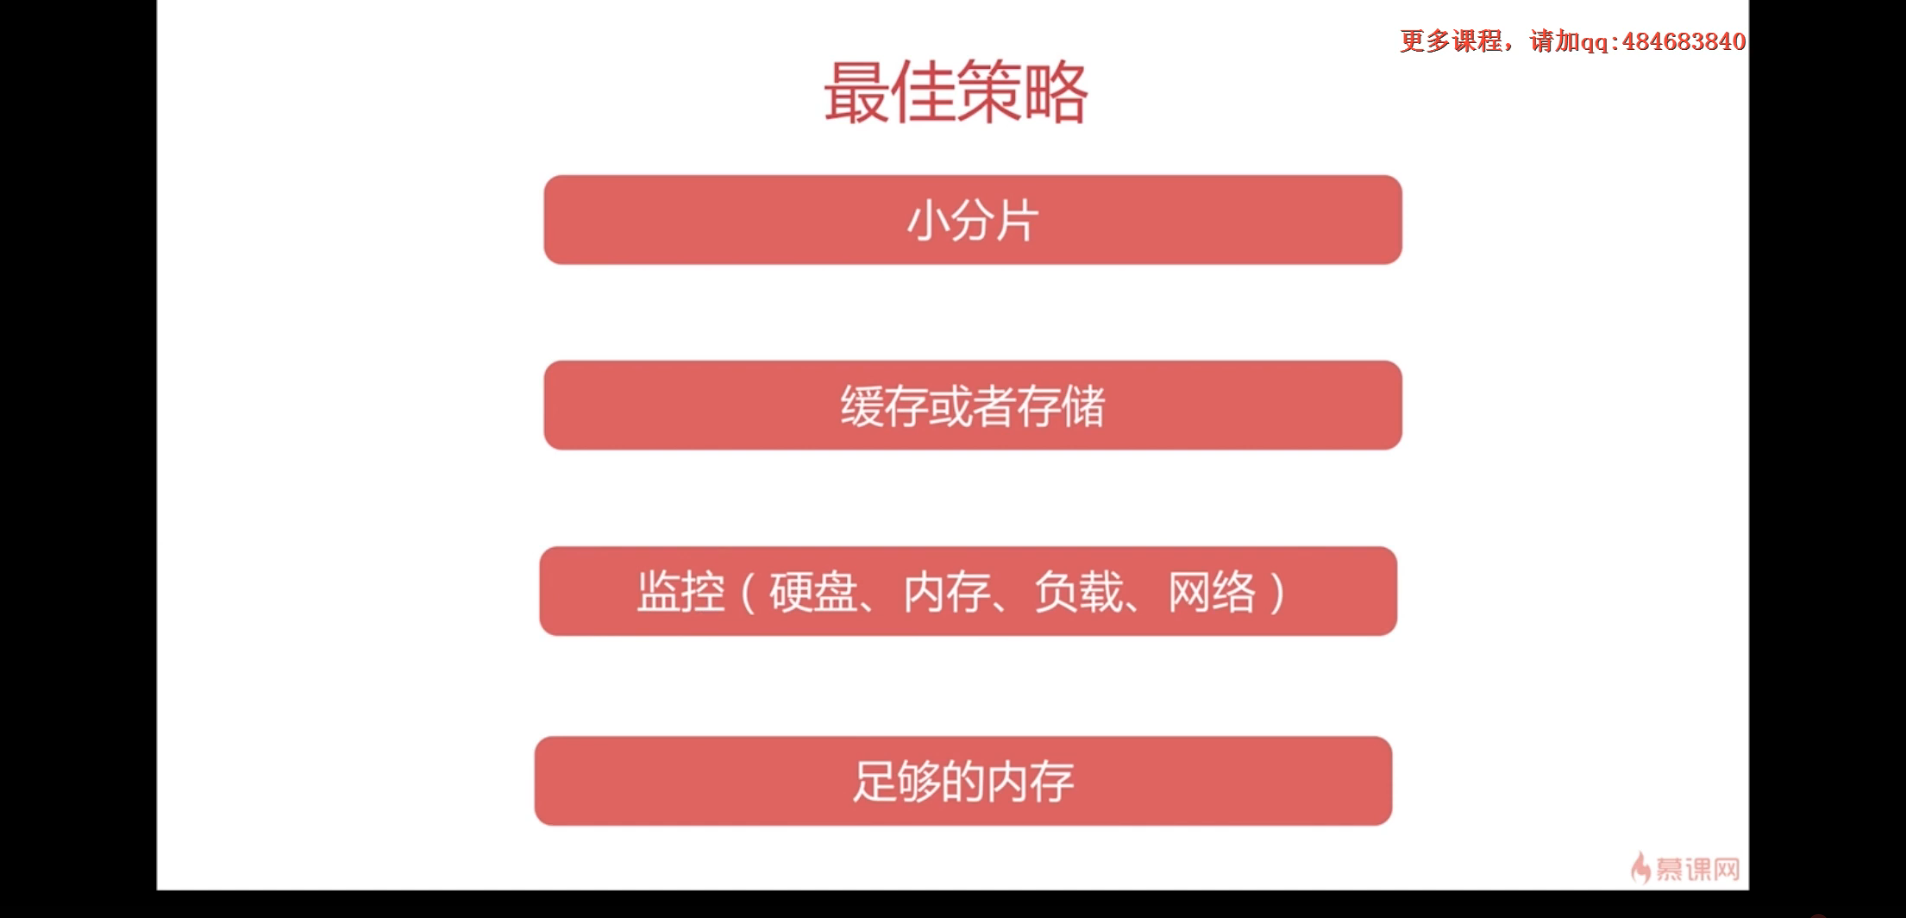 更多课程，请加qq:484683840
最佳策略
小分片
缓存或者存储
监控（硬盘、内存、负载、网络）
足够的内存
慕课网